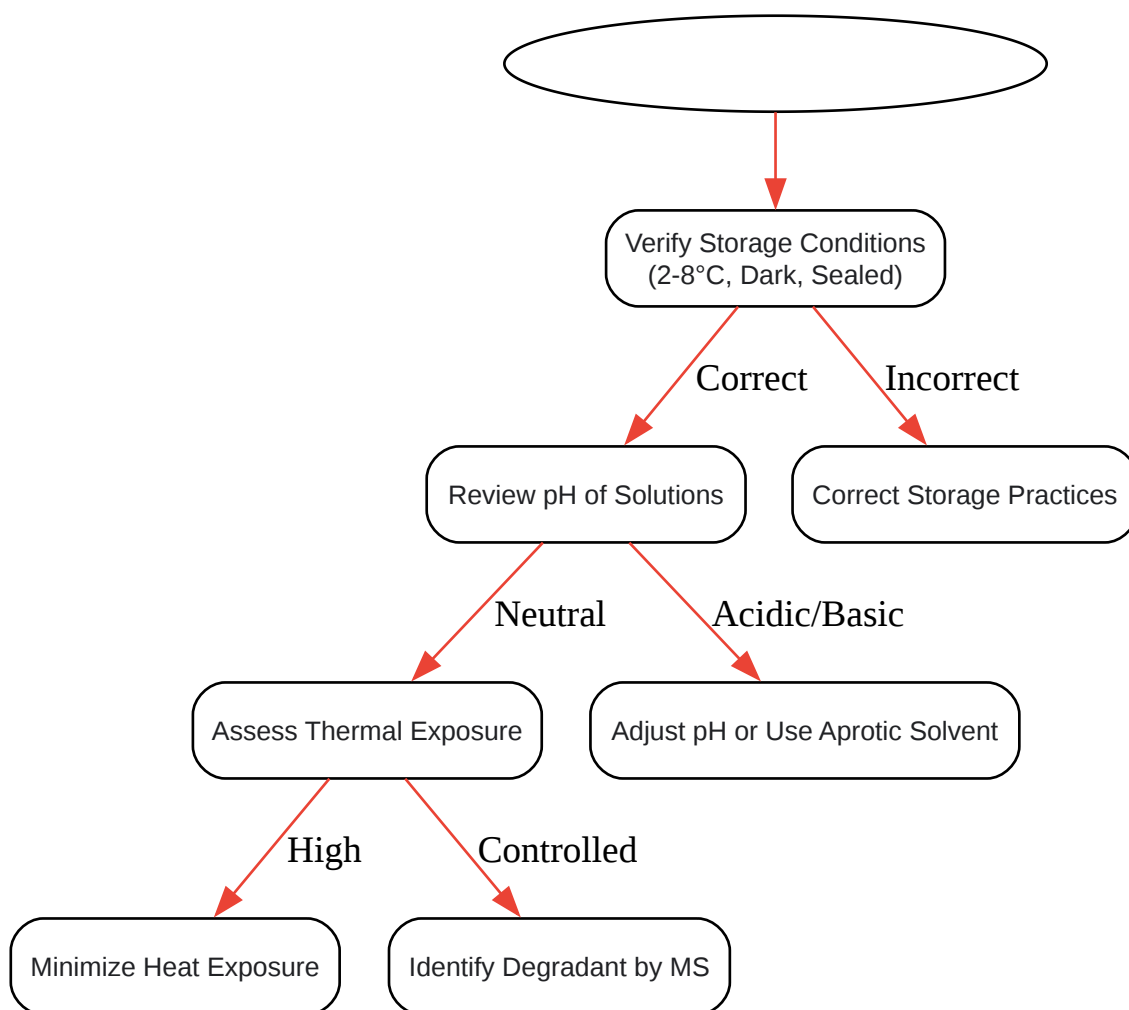 Verify Storage Conditions
(2-8°C, Dark, Sealed)
Correct
Incorrect
Review pH of Solutions
Correct Storage Practices
Neutral
Acidic/Basic
Assess Thermal Exposure
Adjust pH or Use Aprotic Solvent
High
Controlled
Minimize Heat Exposure
Identify Degradant by MS